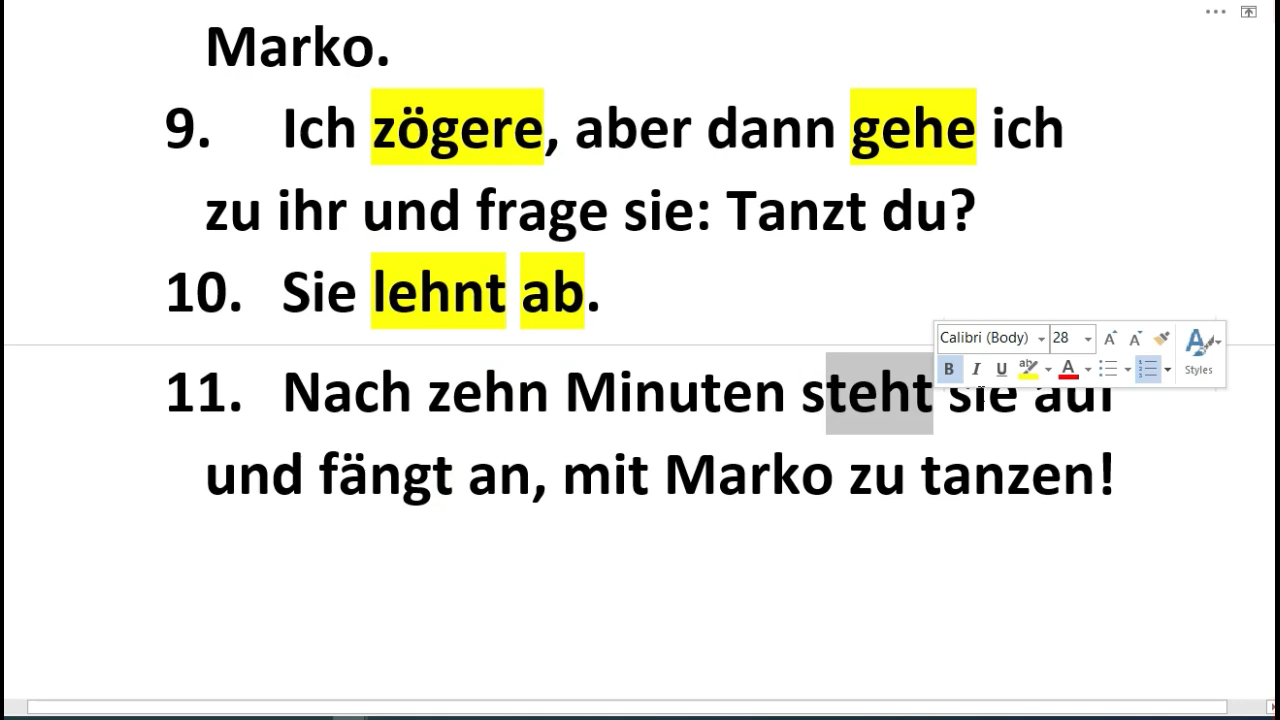 Marko.
9. Ich zögere, aber dann gehe ich
zu ihr und frage sie: Tanzt du?
10. Sie lehnt ab.
Calibri (Body) 28
B I U ab A Styles
11. Nach zehn Minuten steht sie auf
und fängt an, mit Marko zu tanzen!